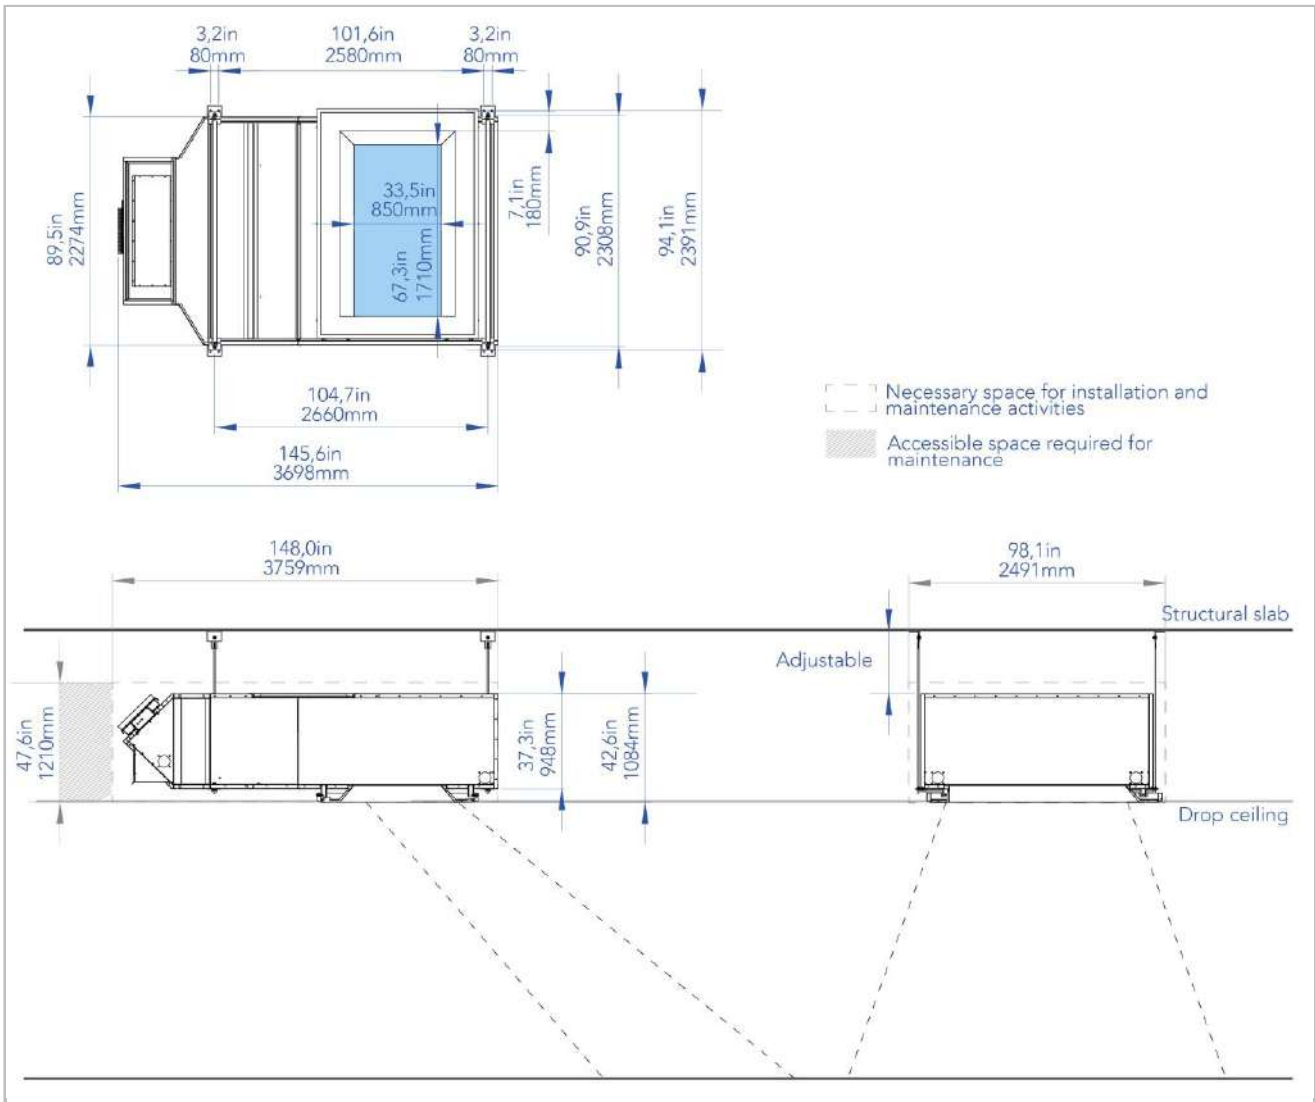 3,2in
80mm
101,6in
2580mm
3,2in
80mm
89,5in
2274mm
33,5in
850mm
67,3in
1710mm
7,1in
180mm
90,9in
2308mm
94,1in
2391mm
104,7in
2660mm
145,6in
3698mm
Necessary space for installation and
maintenance activities
Accessible space required for
maintenance
148,0in
3759mm
98,1in
2491mm
Structural slab
Adjustable
47,6in
1210mm
37,3in
948mm
42,6in
1084mm
Drop ceiling